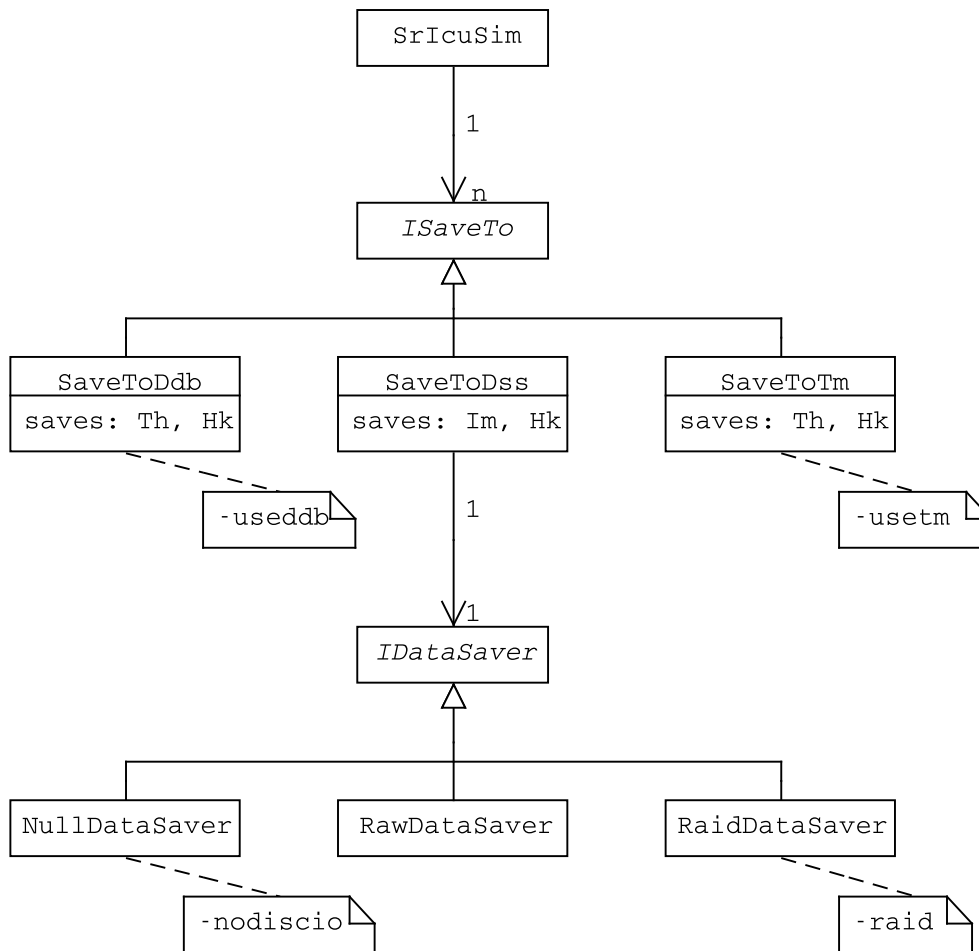 SrIcuSim
1
n
ISaveTo
SaveToDdb
saves: Th, Hk
SaveToDss
saves: Im, Hk
SaveToTm
saves: Th, Hk
-useddb
1
-usetm
1
IDataSaver
NullDataSaver
RawDataSaver
RaidDataSaver
-nodiscio
-raid